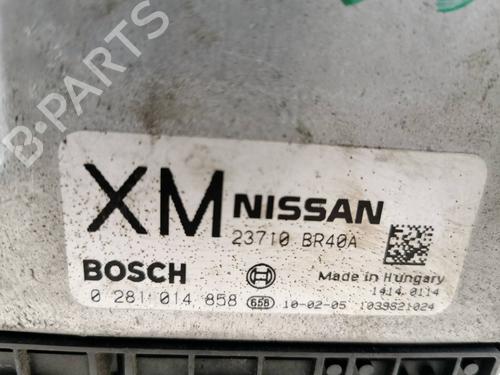 B-PARTS
XM NISSAN
23710 BR40A
BOSCH
Made in Hungary
1414 0114
0 281 014 858 658 10-02-05 1039S21024